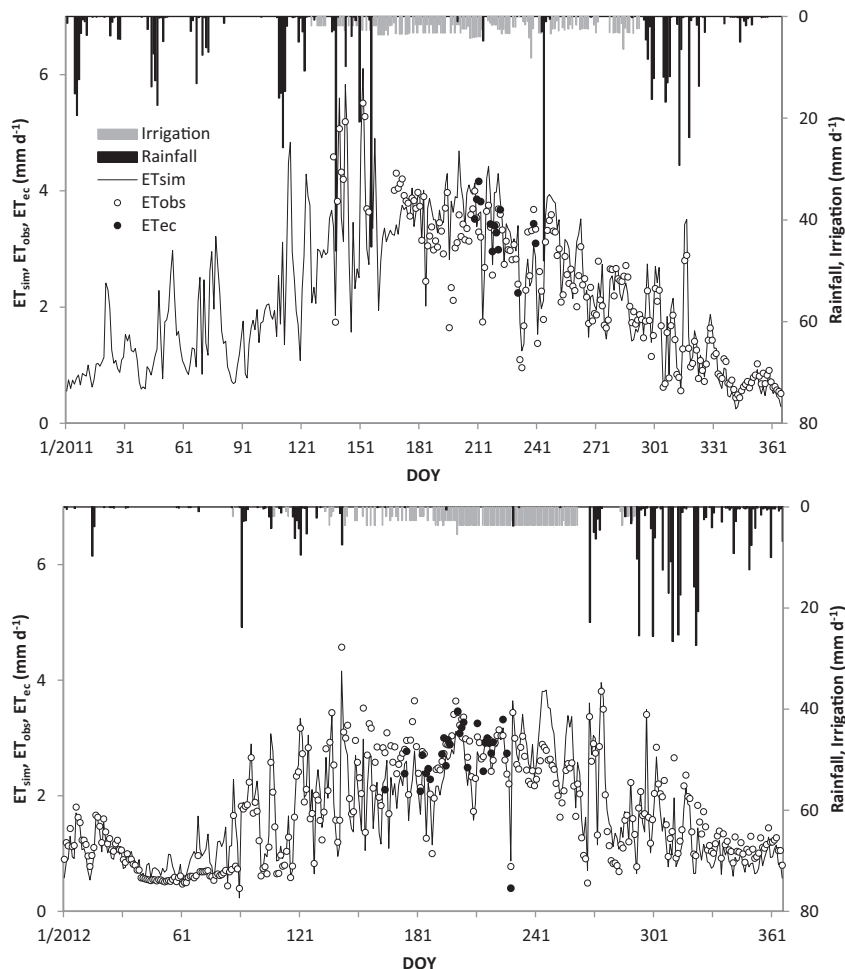 6
4
2
0
ETsim, ETobs, ETec (mm d-1)
Irrigation
Rainfall
ETsim
ETobs
ETec
0
20
40
60
80
Rainfall, Irrigation (mm d-1)
1/2011 31 61 91 121 151 181 211 241 271 301 331 361
DOY
6
4
2
0
ETsim, ETobs, ETec (mm d-1)
0
20
40
60
80
Rainfall, Irrigation (mm d-1)
1/2012 61 121 181 241 301 361
DOY